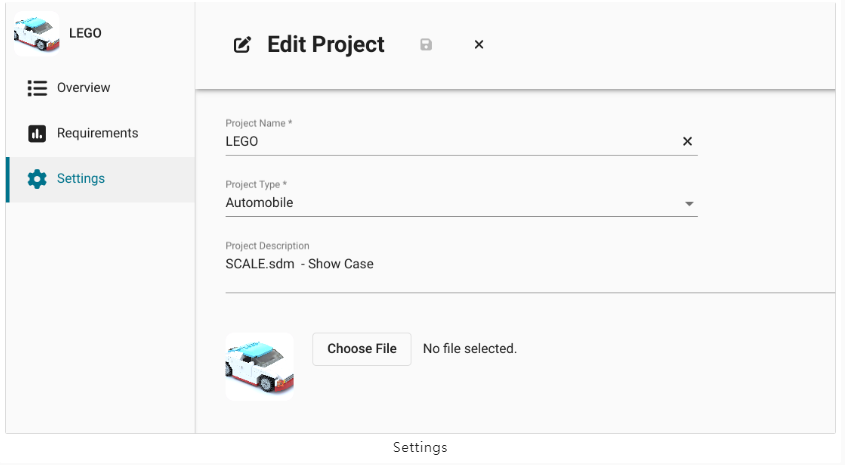 LEGO
Overview
Requirements
Settings
Edit Project
Project Name *
LEGO
Project Type *
Automobile
Project Description
SCALE.sdm  - Show Case
Choose File No file selected.
Settings